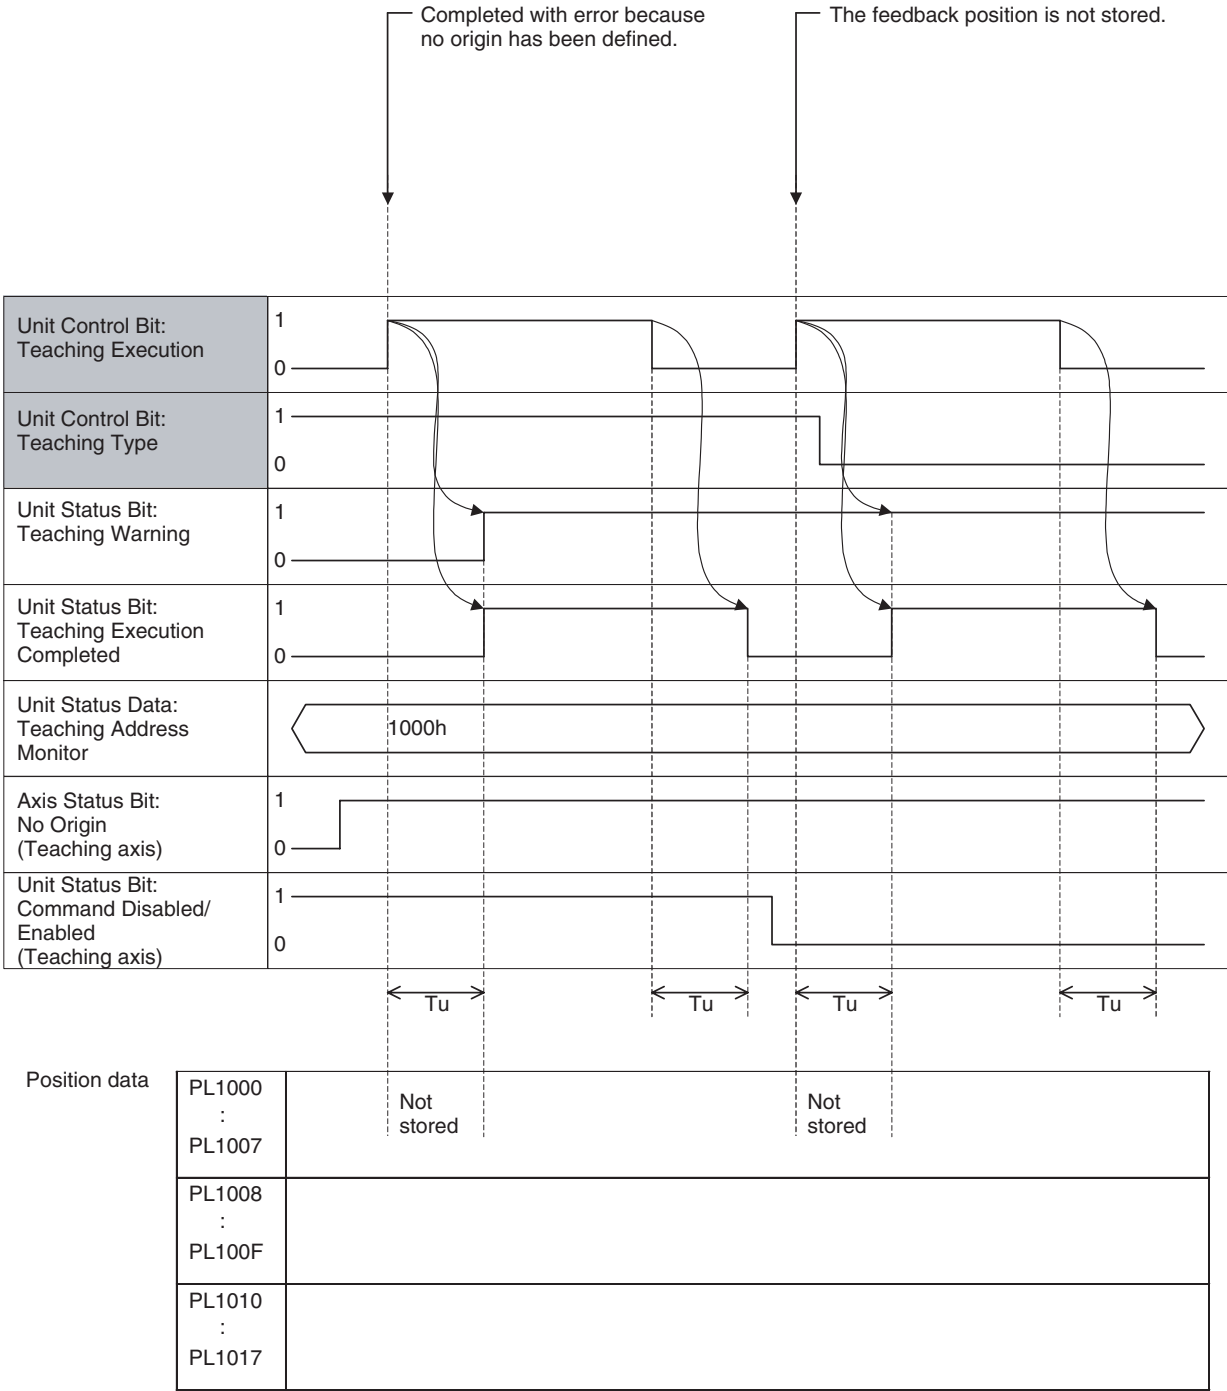 Completed with error because
no origin has been defined.
The feedback position is not stored.
Unit Control Bit:
Teaching Execution
1
0
Unit Control Bit:
Teaching Type
1
0
Unit Status Bit:
Teaching Warning
1
0
Unit Status Bit:
Teaching Execution
Completed
1
0
Unit Status Data:
Teaching Address
Monitor
1000h
Axis Status Bit:
No Origin
(Teaching axis)
1
0
Unit Status Bit:
Command Disabled/
Enabled
(Teaching axis)
1
0
Tu
Tu
Tu
Tu
Position data
PL1000
:
PL1007
Not
stored
Not
stored
PL1008
:
PL100F
PL1010
:
PL1017